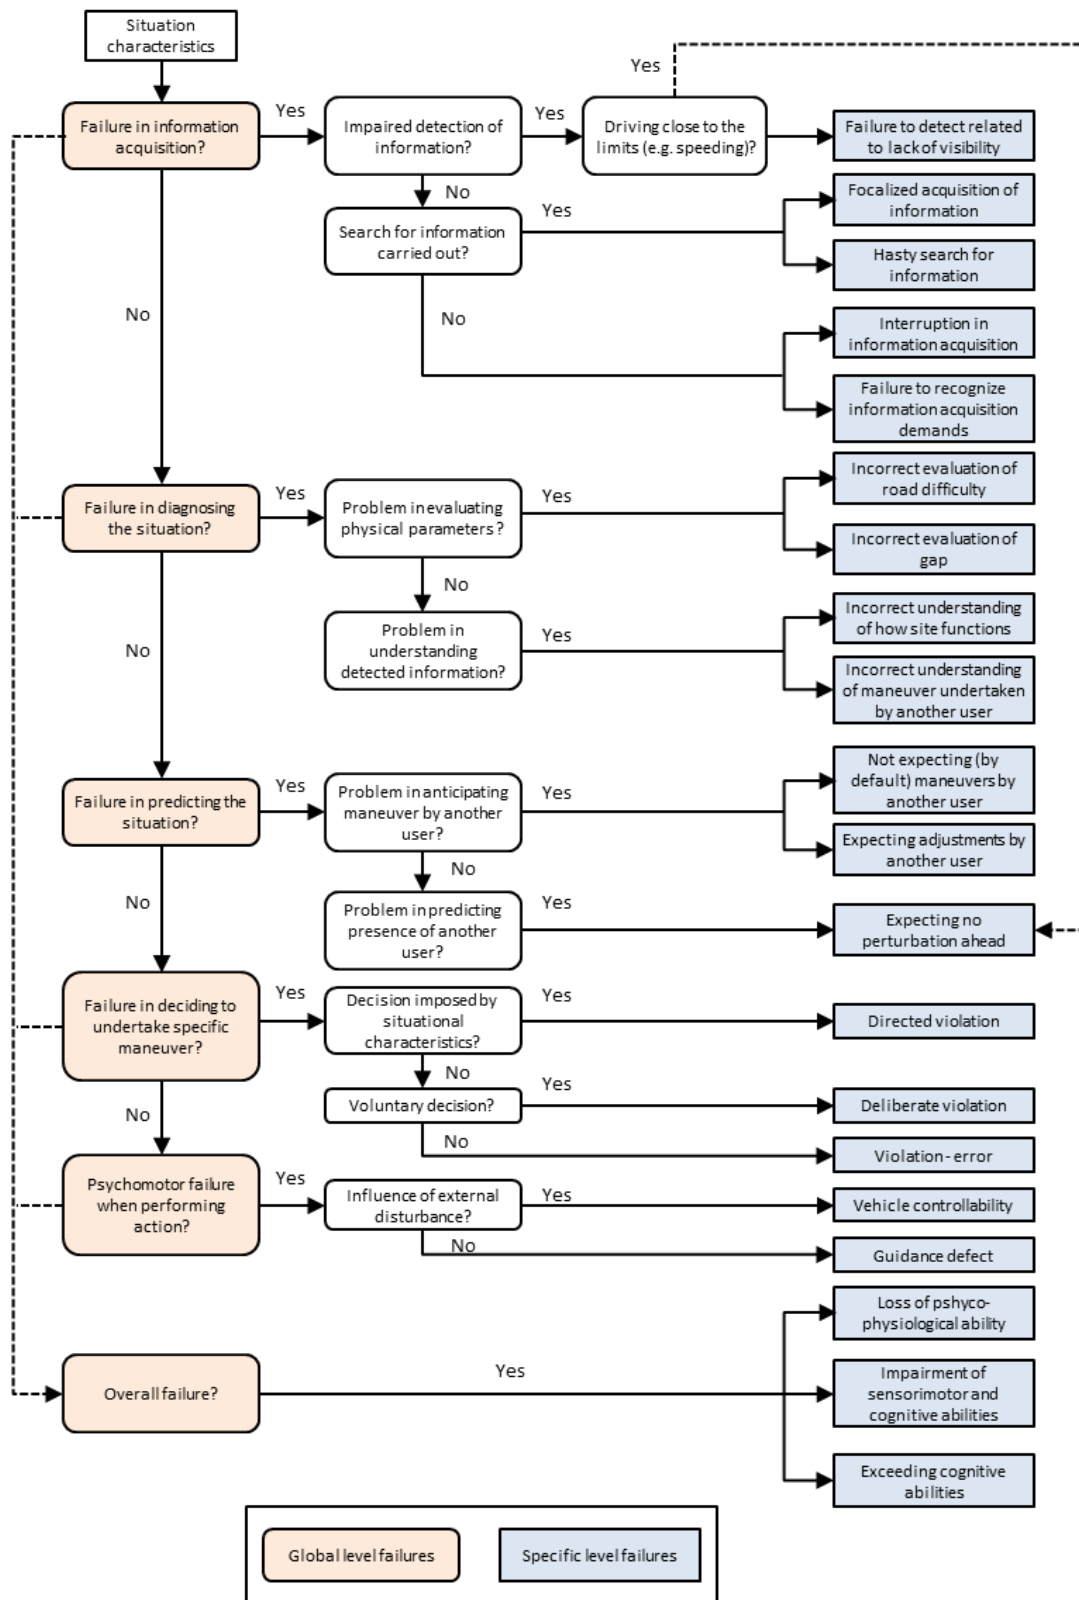 Situation
characteristics
Yes
Failure in information
acquisition?
Yes
Impaired detection of
information?
Yes
Driving close to the
limits (e.g. speeding)?
Failure to detect related
to lack of visibility
No
Search for information
carried out?
Yes
Focalized acquisition of
information
Hasty search for
information
No
No
Interruption in
information acquisition
Failure to recognize
information acquisition
demands
Failure in diagnosing
the situation?
Yes
Problem in evaluating
physical parameters?
Yes
Incorrect evaluation of
road difficulty
Incorrect evaluation of
gap
No
No
Problem in
understanding
detected information?
Yes
Incorrect understanding
of how site functions
Incorrect understanding
of maneuver undertaken
by another user
Failure in predicting the
situation?
Yes
Problem in anticipating
maneuver by another
user?
Yes
Not expecting (by
default) maneuvers by
another user
Expecting adjustments by
another user
No
No
Problem in predicting
presence of another
user?
Yes
Expecting no
perturbation ahead
Failure in deciding to
undertake specific
maneuver?
Yes
Decision imposed by
situational
characteristics?
Yes
Directed violation
No
No
Voluntary decision?
Yes
Deliberate violation
No
Violation - error
Psychomotor failure
when performing
action?
Yes
Influence of external
disturbance?
Yes
Vehicle controllability
No
Guidance defect
Overall failure?
Yes
Loss of pshyco-
physiological ability
Impairment of
sensorimotor and
cognitive abilities
Exceeding cognitive
abilities
Global level failures
Specific level failures